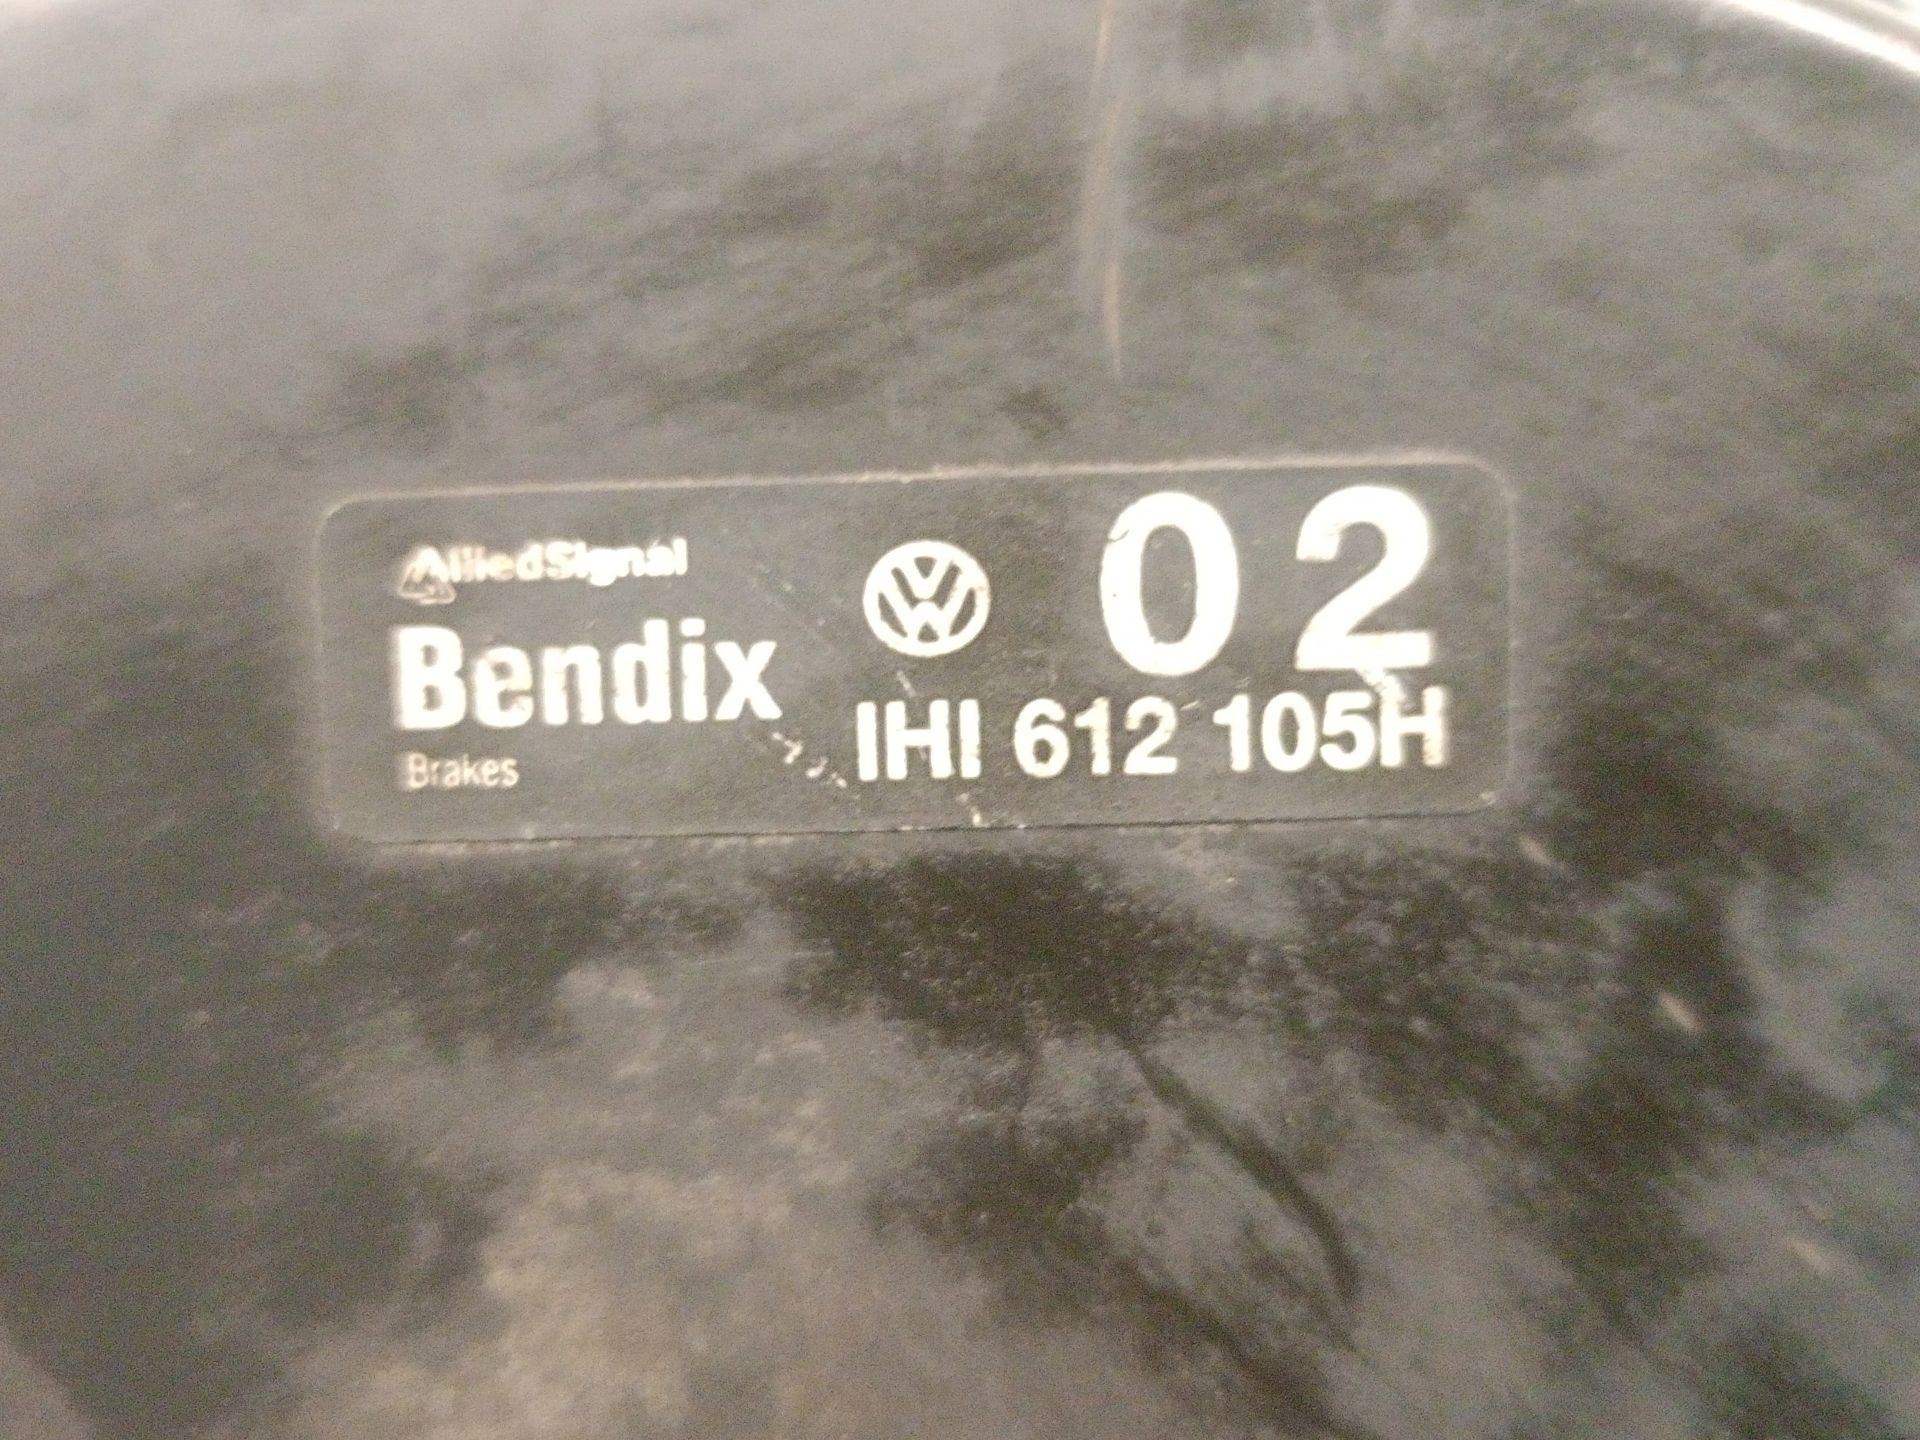 AlliedSignal
Bendix
Brakes
02
IHI 612 105H